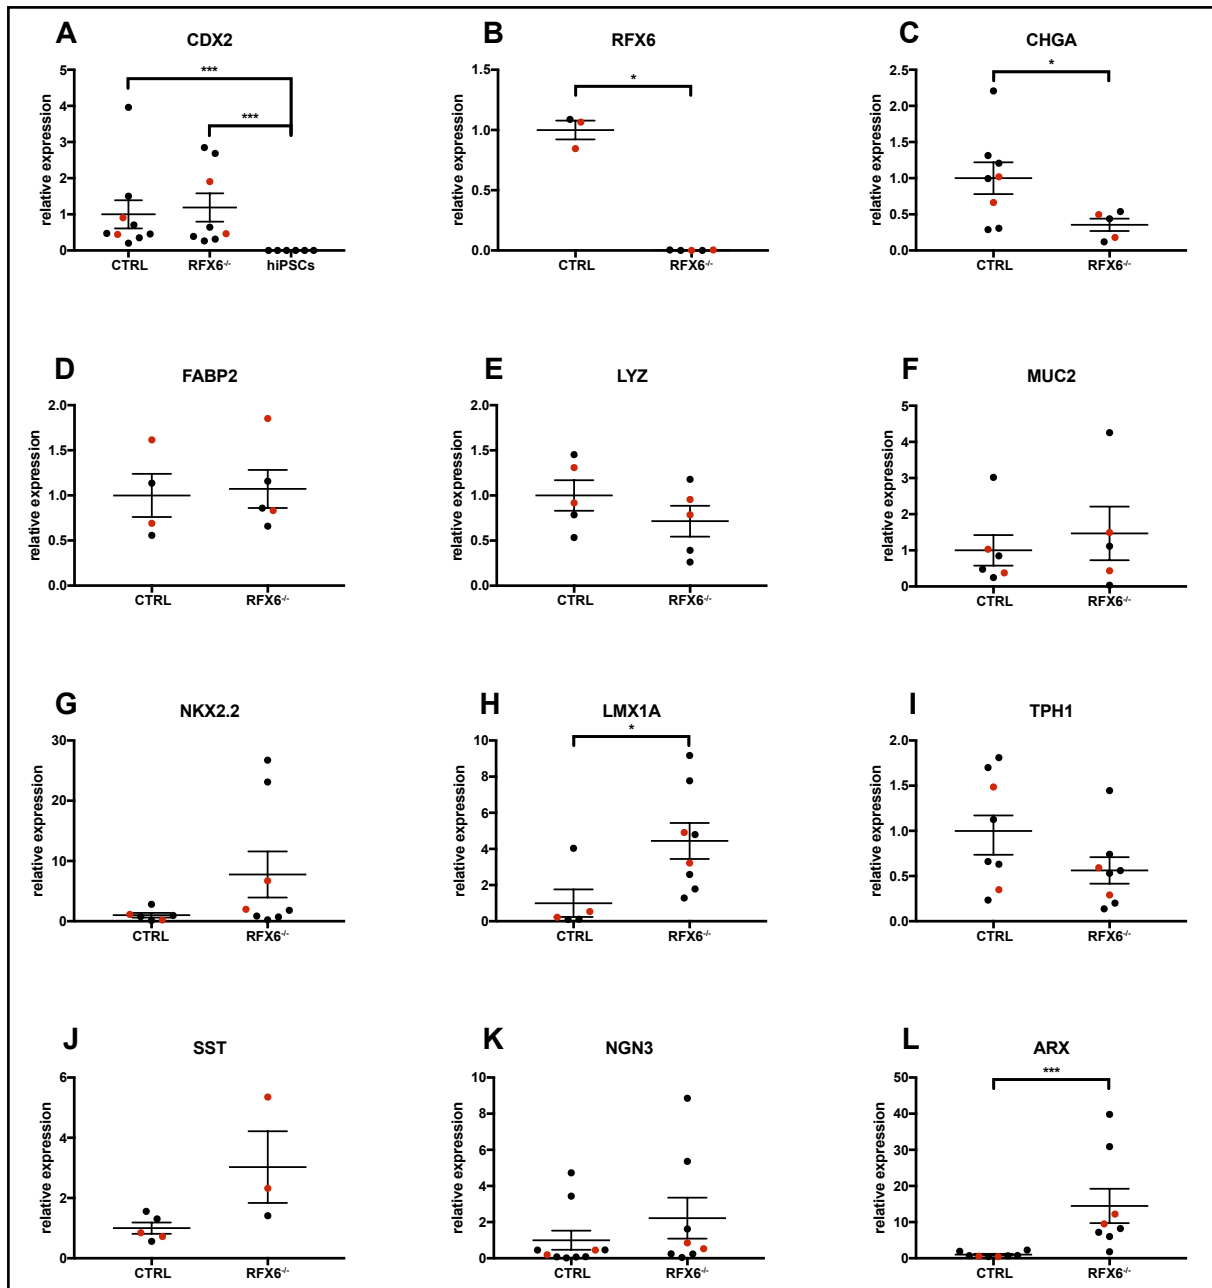 A
CDX2
relative expression
5
4
3
2
1
0
***
***
CTRL
RFX6-/-
hiPSCs
B
RFX6
relative expression
1.5
1.0
0.5
0.0
*
CTRL
RFX6-/-
C
CHGA
relative expression
2.5
2.0
1.5
1.0
0.5
0.0
*
CTRL
RFX6-/-
D
FABP2
relative expression
2.0
1.5
1.0
0.5
0.0
CTRL
RFX6-/-
E
LYZ
relative expression
2.0
1.5
1.0
0.5
0.0
CTRL
RFX6-/-
F
MUC2
relative expression
5
4
3
2
1
0
CTRL
RFX6-/-
G
NKX2.2
relative expression
30
20
10
0
CTRL
RFX6-/-
H
LMX1A
relative expression
10
8
6
4
2
0
*
CTRL
RFX6-/-
I
TPH1
relative expression
2.0
1.5
1.0
0.5
0.0
CTRL
RFX6-/-
J
SST
relative expression
6
4
2
0
CTRL
RFX6-/-
K
NGN3
relative expression
10
8
6
4
2
0
CTRL
RFX6-/-
L
ARX
relative expression
50
40
30
20
10
0
***
CTRL
RFX6-/-